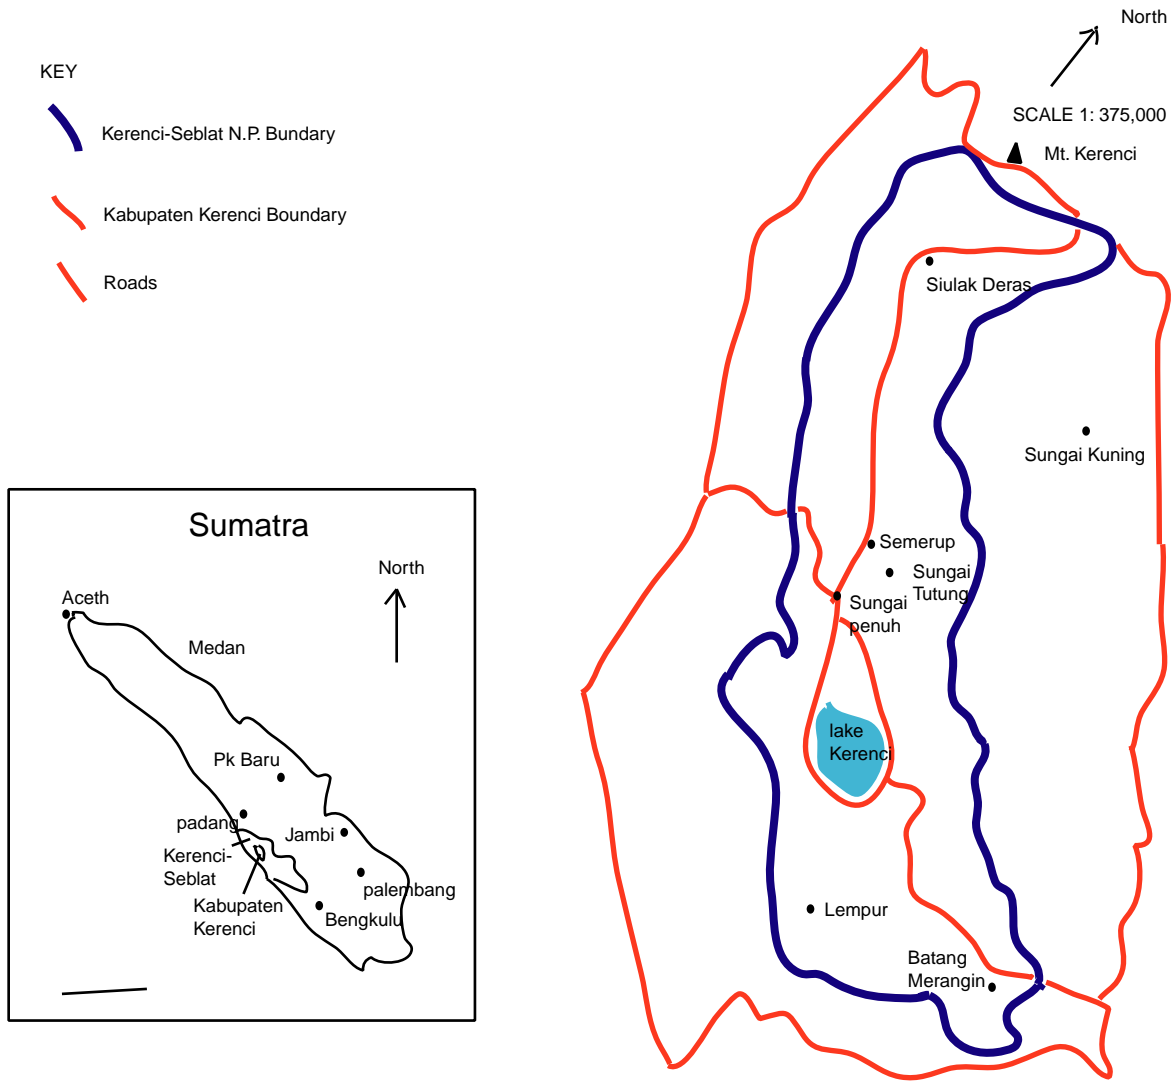 KEY
Kerenci-Seblat N.P. Bundary
Kabupaten Kerenci Boundary
Roads
North
SCALE 1: 375,000
Mt. Kerenci
Siulak Deras
Sungai Kuning
Semerup
Sungai
Tutung
Sungai
penuh
lake
Kerenci
Lempur
Batang
Merangin
Sumatra
North
Aceth
Medan
Pk Baru
padang
Jambi
Kerenci-
Seblat
palembang
Kabupaten
Kerenci
Bengkulu